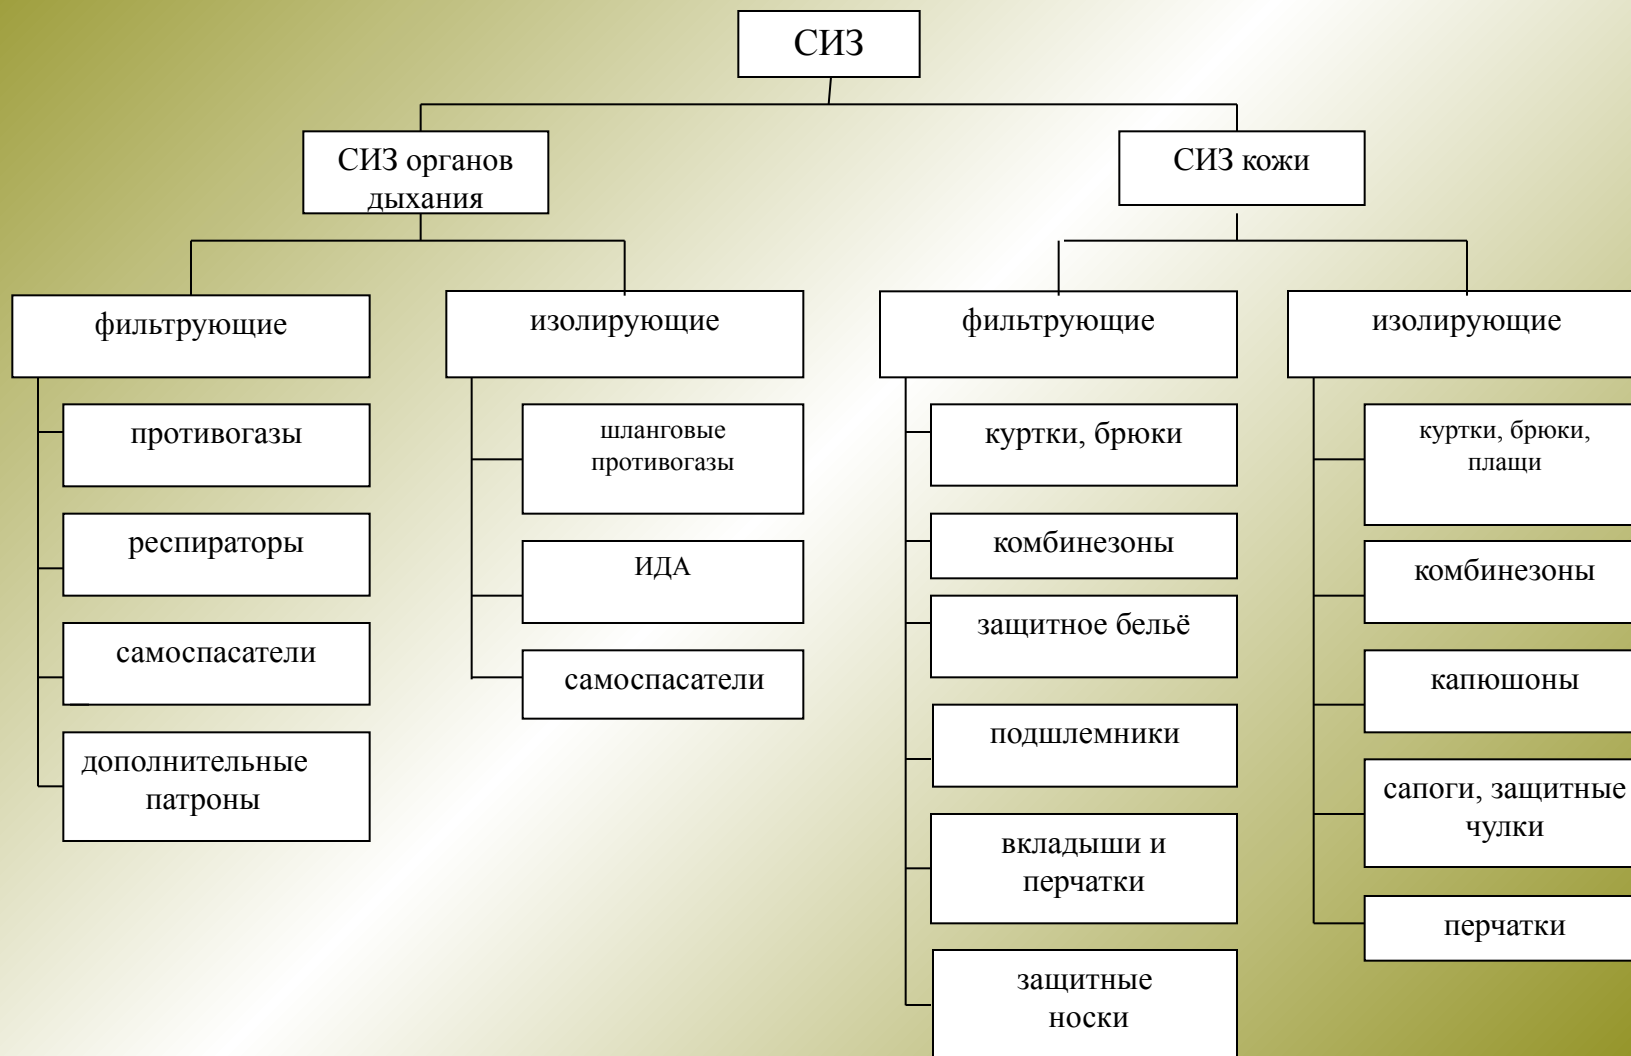 СИЗ
СИЗ органов
дыхания
СИЗ кожи
фильтрующие
изолирующие
фильтрующие
изолирующие
противогазы
респираторы
самоспасатели
дополнительные
патроны
шланговые
противогазы
ИДА
самоспасатели
куртки, брюки
комбинезоны
защитное бельё
подшлемники
вкладыши и
перчатки
защитные
носки
куртки, брюки,
плащи
комбинезоны
капюшоны
сапоги, защитные
чулки
перчатки